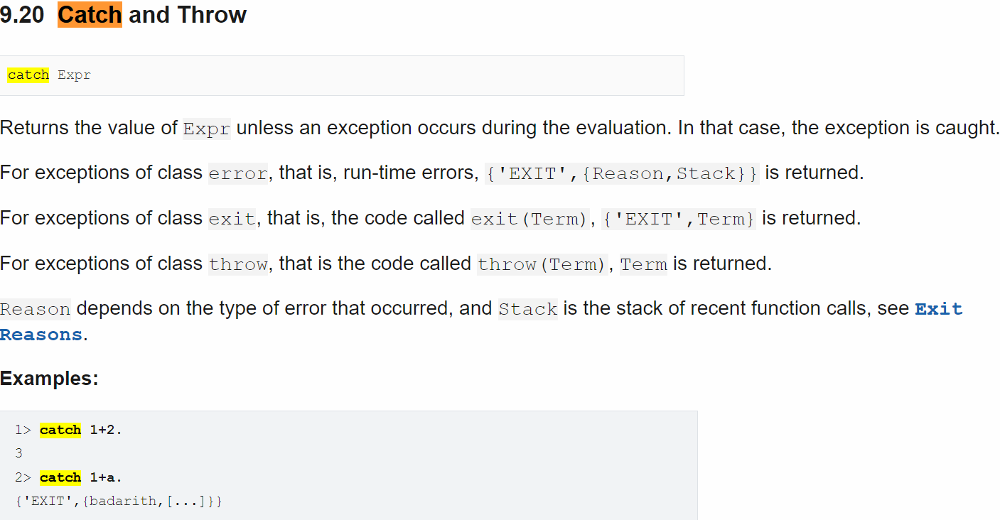 9.20 Catch and Throw
catch Expr
Returns the value of Expr unless an exception occurs during the evaluation. In that case, the exception is caught.
For exceptions of class error, that is, run-time errors, {'EXIT',{Reason,Stack}} is returned.
For exceptions of class exit, that is, the code called exit(Term), {'EXIT',Term} is returned.
For exceptions of class throw, that is the code called throw(Term), Term is returned.
Reason depends on the type of error that occurred, and Stack is the stack of recent function calls, see Exit
Reasons.
Examples:
1> catch 1+2.
3
2> catch 1+a.
{'EXIT',{badarith,[...]}}